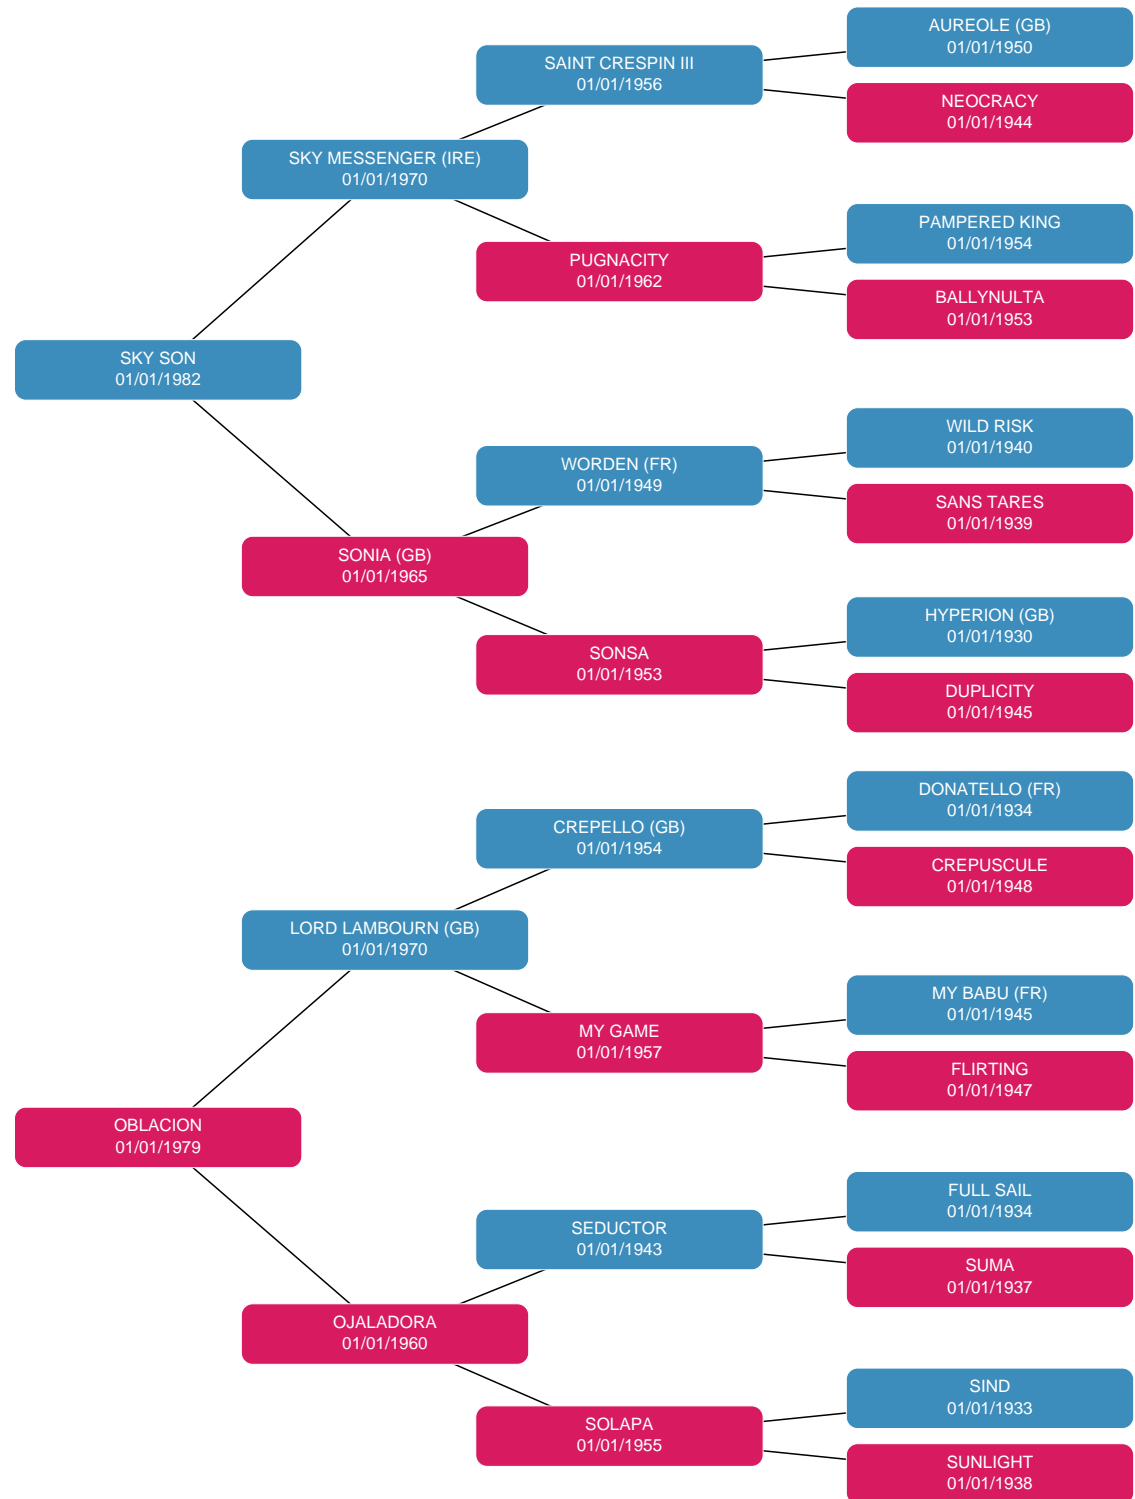 AUREOLE (GB)
01/01/1950
SAINT CRESPIN III
01/01/1956
NEOCRACY
01/01/1944
SKY MESSENGER (IRE)
01/01/1970
PAMPERED KING
01/01/1954
PUGNACITY
01/01/1962
BALLYNULTA
01/01/1953
SKY SON
01/01/1982
WILD RISK
01/01/1940
WORDEN (FR)
01/01/1949
SANS TARES
01/01/1939
SONIA (GB)
01/01/1965
HYPERION (GB)
01/01/1930
SONSA
01/01/1953
DUPLICITY
01/01/1945
DONATELLO (FR)
01/01/1934
CREPELLO (GB)
01/01/1954
CREPUSCULE
01/01/1948
LORD LAMBOURN (GB)
01/01/1970
MY BABU (FR)
01/01/1945
MY GAME
01/01/1957
FLIRTING
01/01/1947
OBLACION
01/01/1979
FULL SAIL
01/01/1934
SEDUCTOR
01/01/1943
SUMA
01/01/1937
OJALADORA
01/01/1960
SIND
01/01/1933
SOLAPA
01/01/1955
SUNLIGHT
01/01/1938